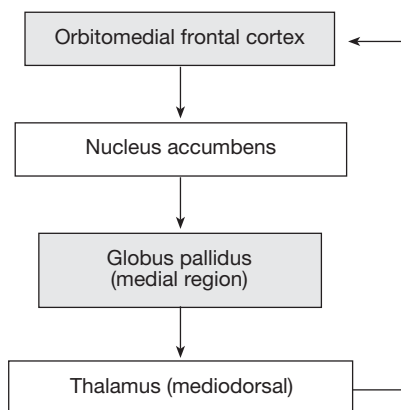 Orbitomedial frontal cortex
Nucleus accumbens
Globus pallidus
(medial region)
Thalamus (mediodorsal)